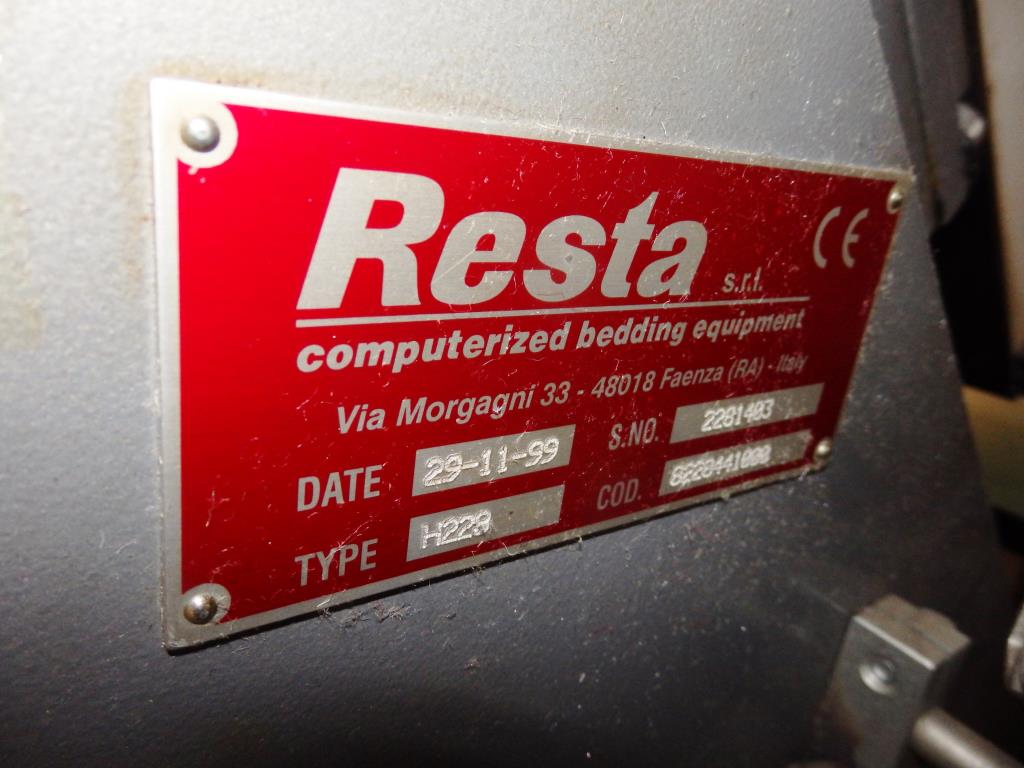 Resta s.r.l.
CE
computerized bedding equipment
Via Morgagni 33 - 48018 Faenza (RA) - Italy
DATE 29-11-99 S.NO. 2281403
TYPE COD.